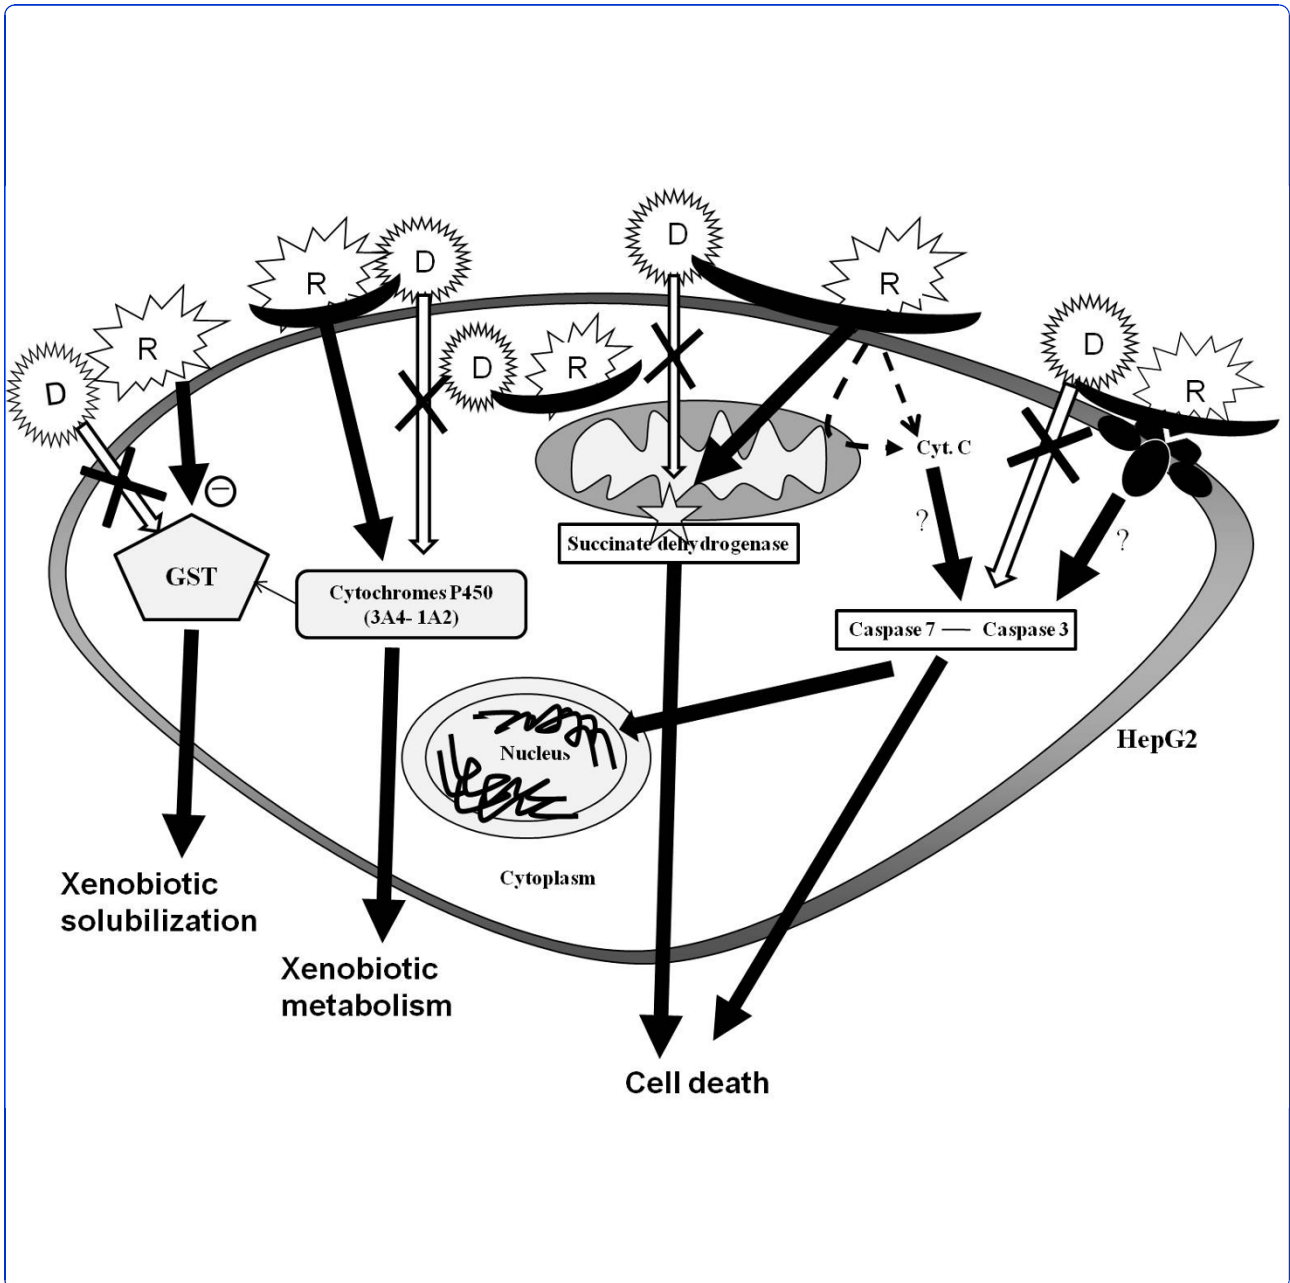 D
R
D
R
D
R
D
R
D
R
−
GST
Cytochromes P450
(3A4- 1A2)
Succinate dehydrogenase
Cyt. C
?
?
Caspase 7 — Caspase 3
Nucleus
HepG2
Cytoplasm
Xenobiotic
solubilization
Xenobiotic
metabolism
Cell death